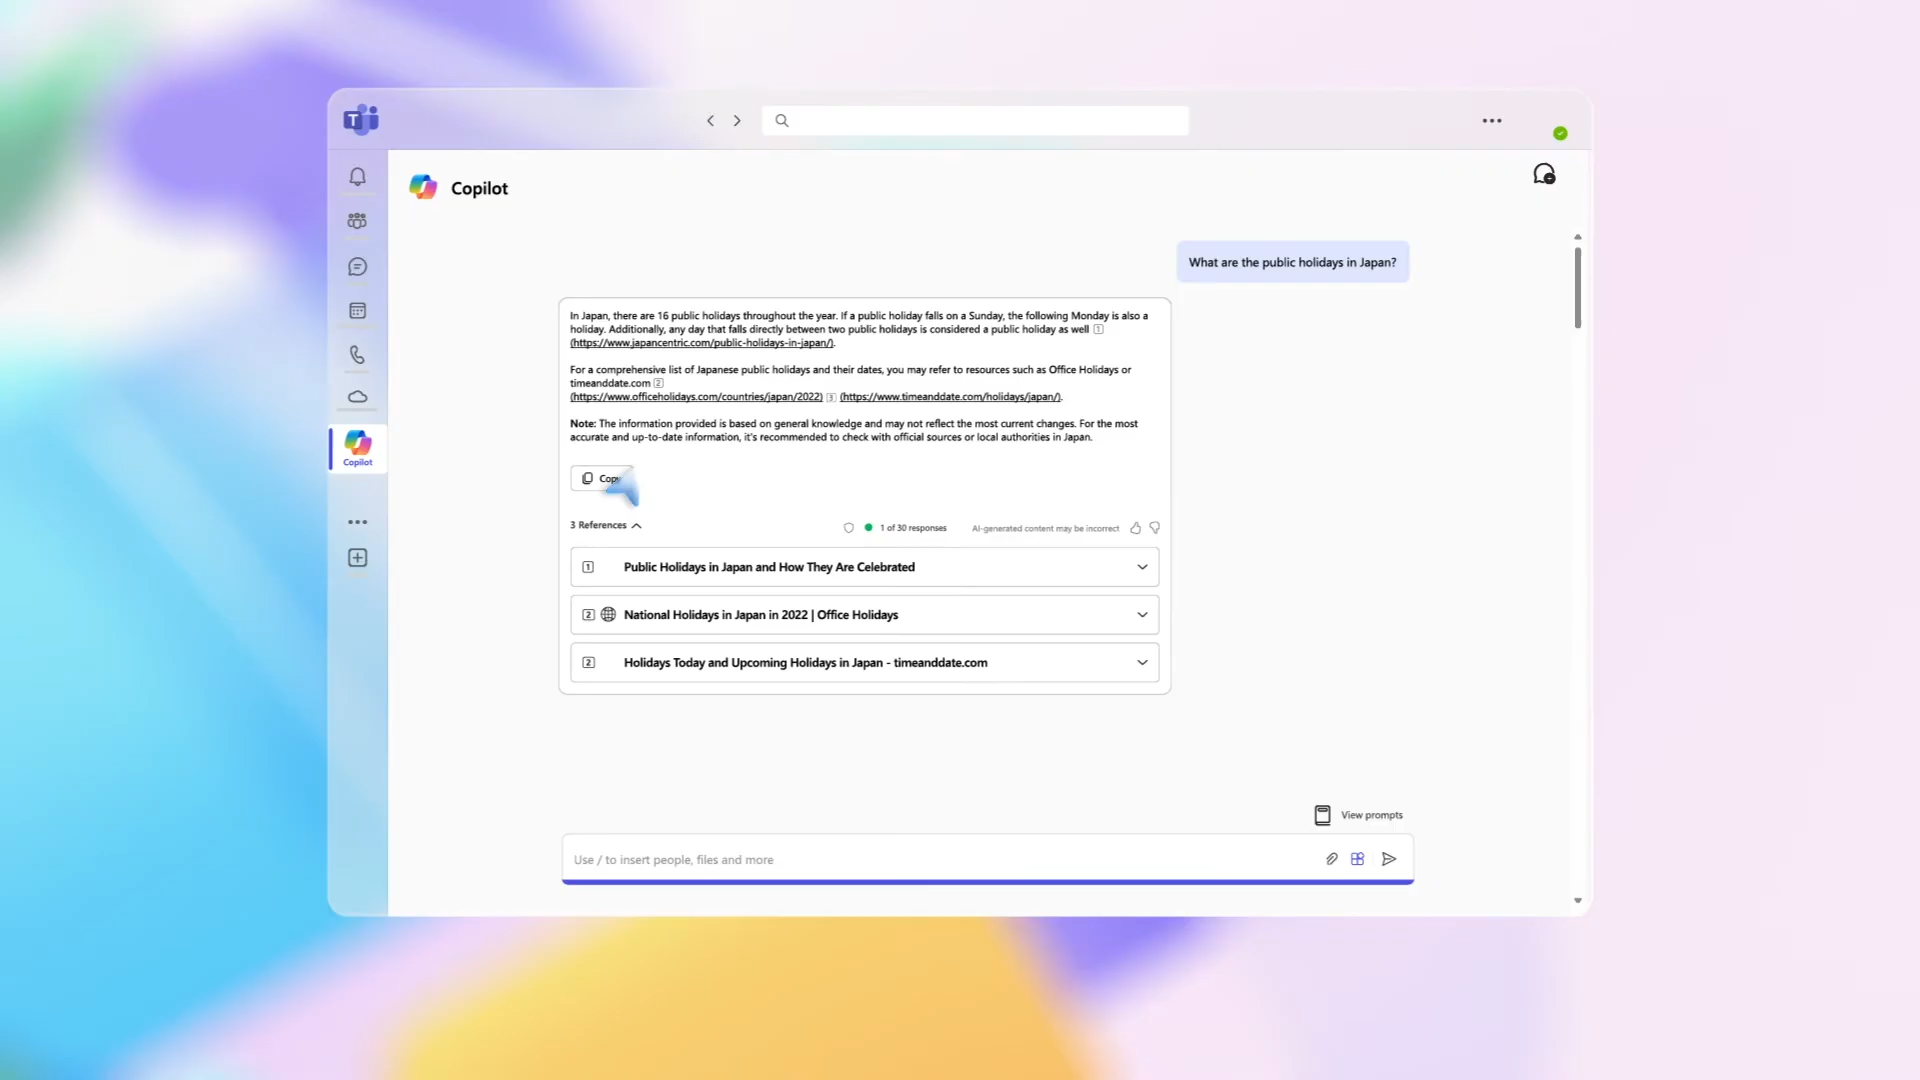 T
Copilot
What are the public holidays in Japan?
In Japan, there are 16 public holidays throughout the year. If a public holiday falls on a Sunday, the following Monday is also a
holiday. Additionally, any day that falls directly between two public holidays is considered a public holiday as well 1
(https://www.japancentric.com/public-holidays-in-japan/).
For a comprehensive list of Japanese public holidays and their dates, you may refer to resources such as Office Holidays or
timeanddate.com 2
(https://www.officeholidays.com/countries/japan/2022) 3 (https://www.timeanddate.com/holidays/japan/).
Note: The information provided is based on general knowledge and may not reflect the most current changes. For the most
accurate and up-to-date information, it's recommended to check with official sources or local authorities in Japan.
Copilot
Copy
3 References
1 of 30 responses
AI-generated content may be incorrect
1 Public Holidays in Japan and How They Are Celebrated
2 National Holidays in Japan in 2022 | Office Holidays
2 Holidays Today and Upcoming Holidays in Japan - timeanddate.com
View prompts
Use / to insert people, files and more